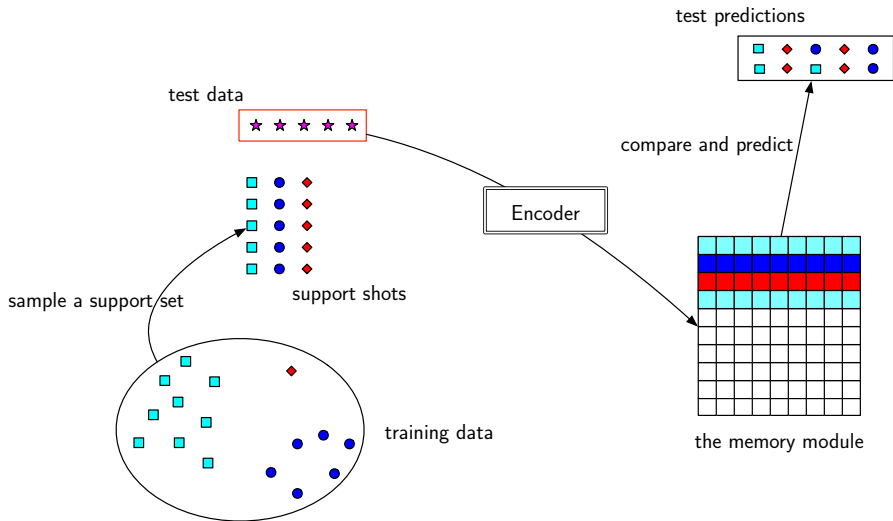 test predictions
test data
compare and predict
Encoder
sample a support set
support shots
training data
the memory module